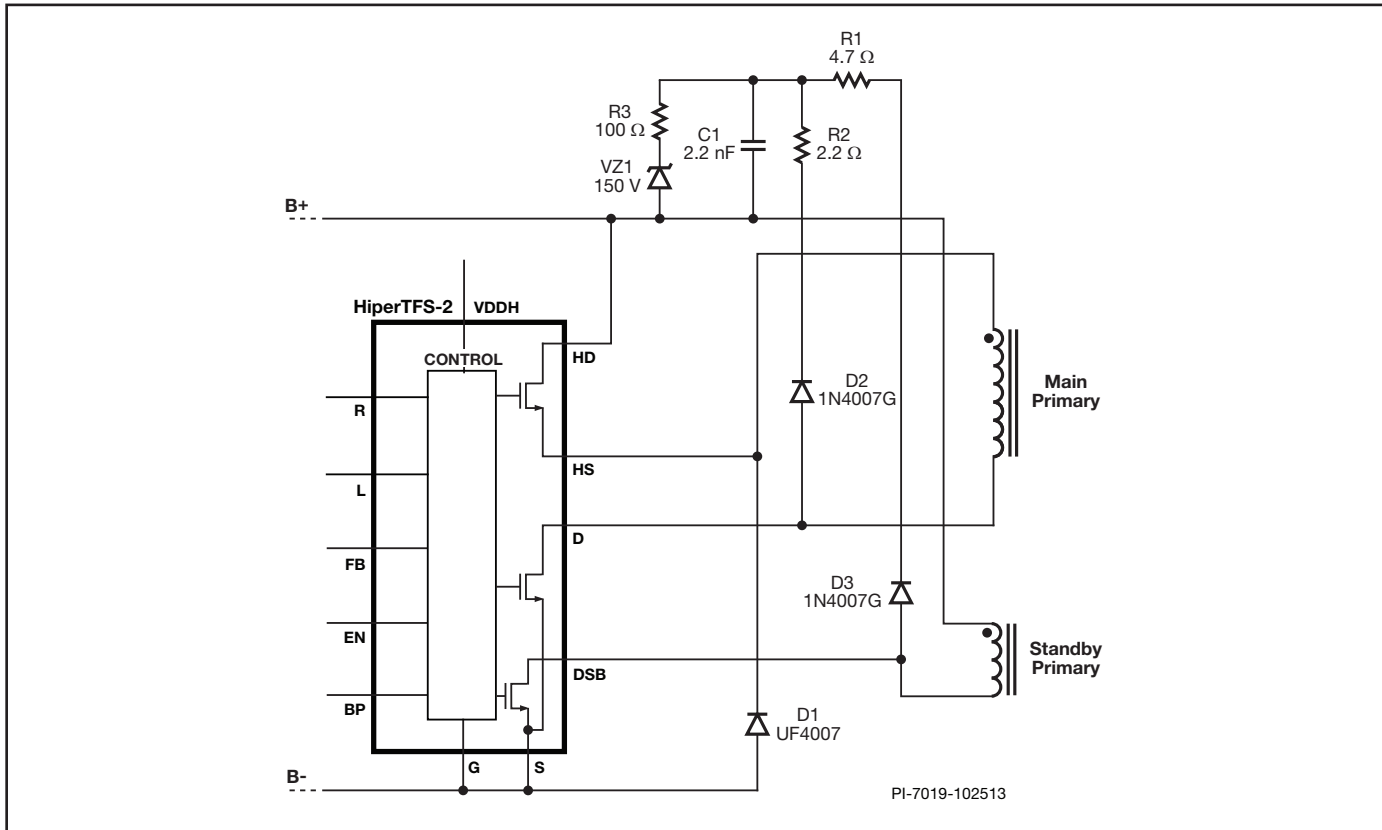 R1
4.7 Ω
R3
100 Ω
C1
2.2 nF
R2
2.2 Ω
VZ1
150 V
B+
HiperTFS-2
VDDH
CONTROL
HD
R
D2
1N4007G
Main
Primary
HS
L
D
FB
D3
1N4007G
EN
Standby
Primary
DSB
BP
D1
UF4007
G
S
B-
PI-7019-102513